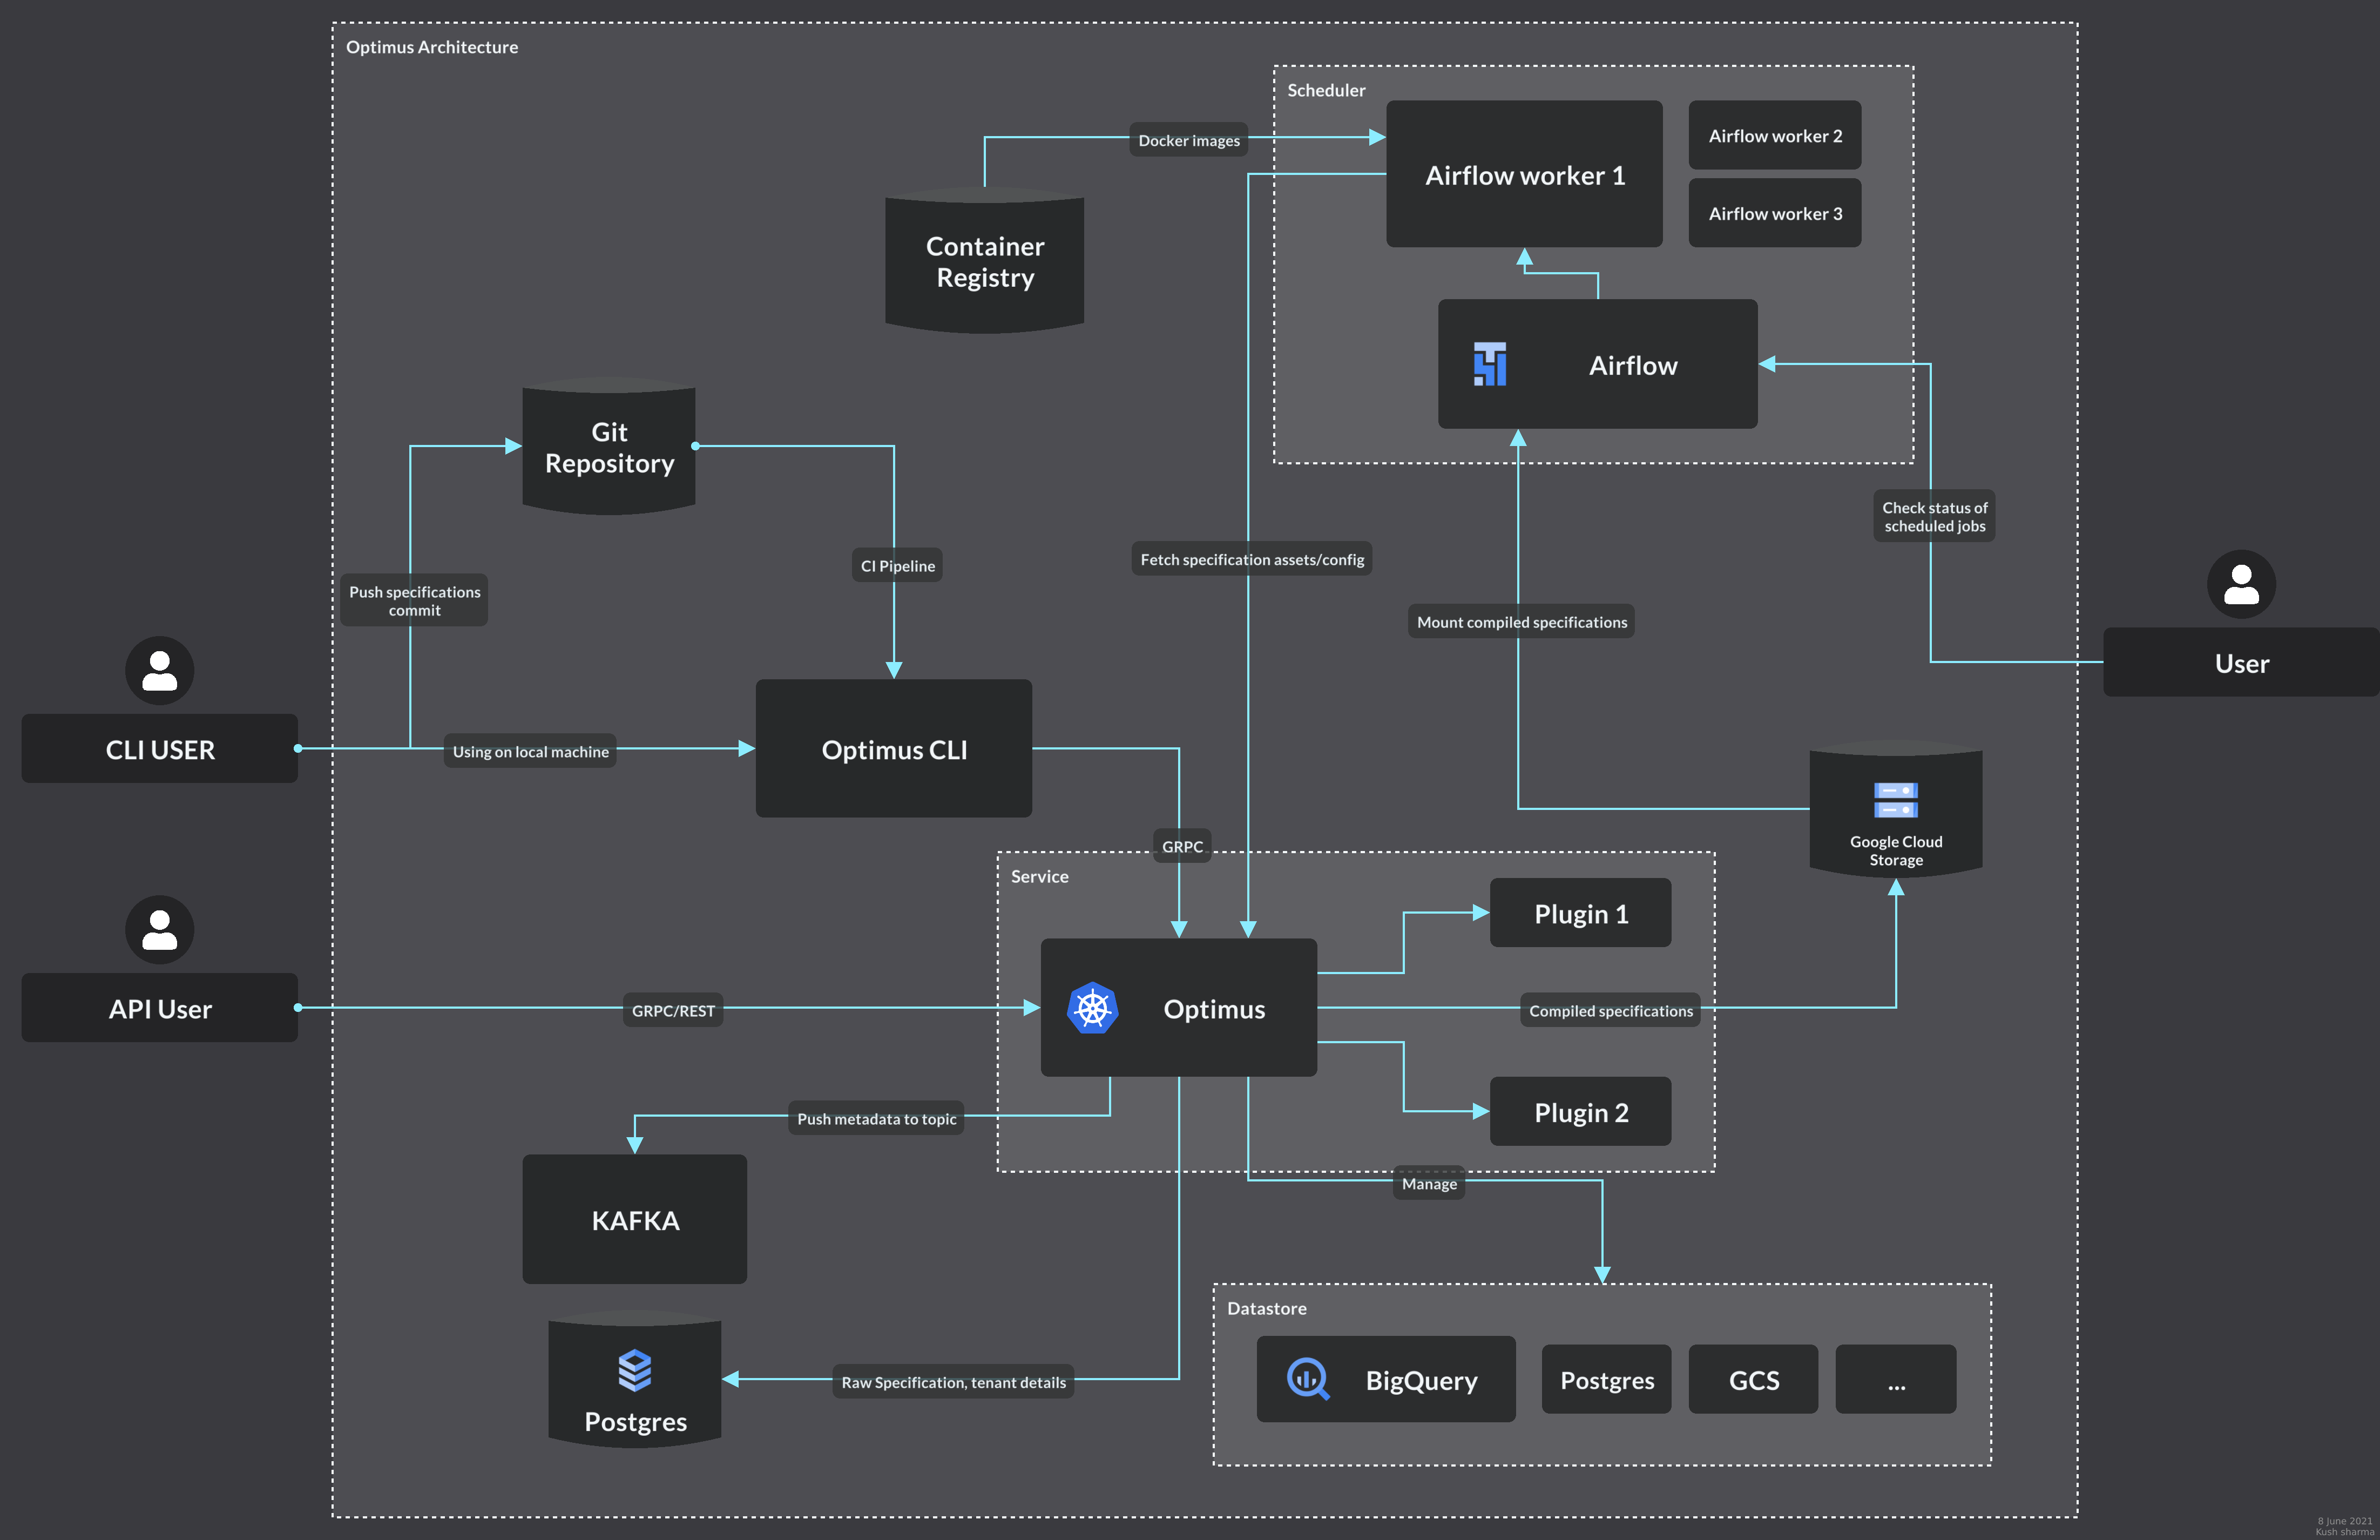 Optimus Architecture
Scheduler
Docker images
Airflow worker 1
Airflow worker 2
Airflow worker 3
Container
Registry
Airflow
Git
Repository
Check status of
scheduled jobs
CI Pipeline
Fetch specification assets/config
Push specifications
commit
Mount compiled specifications
User
CLI USER
Using on local machine
Optimus CLI
GRPC
Google Cloud
Storage
Service
Plugin 1
API User
GRPC/REST
Optimus
Compiled specifications
Push metadata to topic
Plugin 2
Manage
KAFKA
Datastore
Raw Specification, tenant details
BigQuery
Postgres
GCS
...
Postgres
8 June 2021
Kush sharma